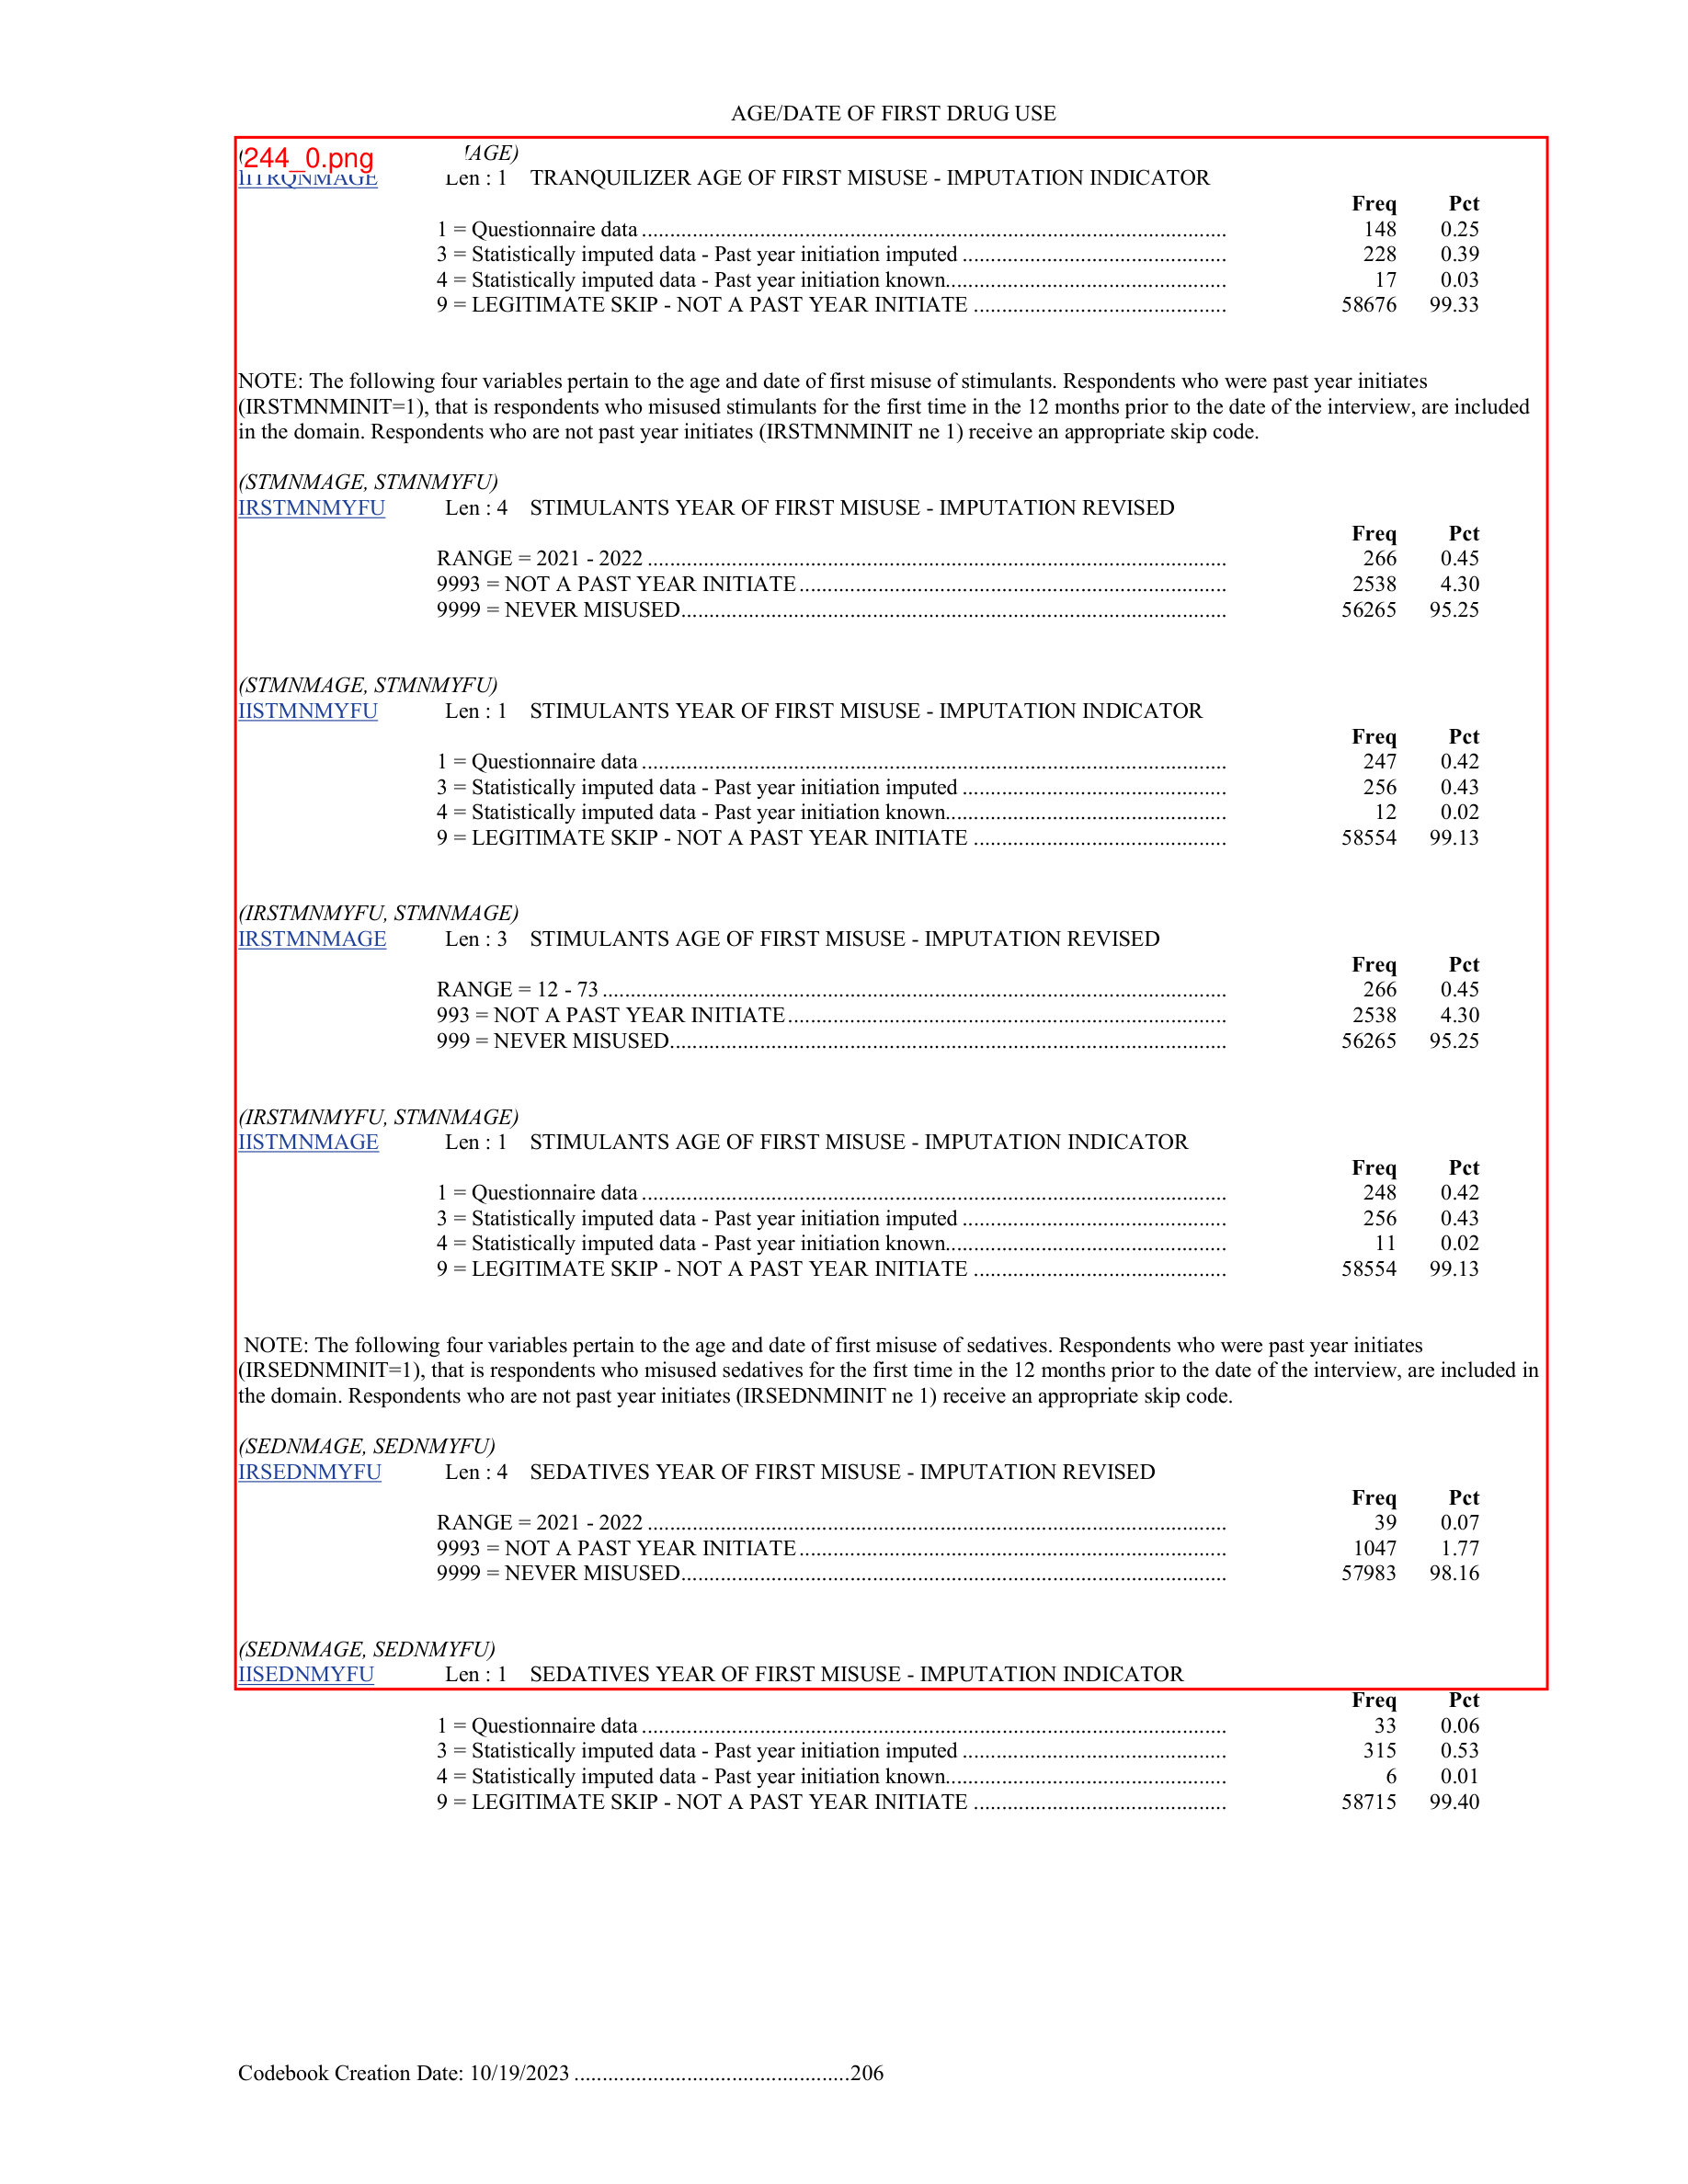 AGE/DATE OF FIRST DRUG USE
244_0.png AGE)
IITRQNMAGE Len : 1 TRANQUILIZER AGE OF FIRST MISUSE - IMPUTATION INDICATOR
Freq Pct
1 = Questionnaire data ........................................................................................................ 148 0.25
3 = Statistically imputed data - Past year initiation imputed ............................................... 228 0.39
4 = Statistically imputed data - Past year initiation known.................................................. 17 0.03
9 = LEGITIMATE SKIP - NOT A PAST YEAR INITIATE ............................................. 58676 99.33
NOTE: The following four variables pertain to the age and date of first misuse of stimulants. Respondents who were past year initiates
(IRSTMNMINIT=1), that is respondents who misused stimulants for the first time in the 12 months prior to the date of the interview, are included
in the domain. Respondents who are not past year initiates (IRSTMNMINIT ne 1) receive an appropriate skip code.
(STMNMAGE, STMNMYFU)
IRSTMNMYFU Len : 4 STIMULANTS YEAR OF FIRST MISUSE - IMPUTATION REVISED
Freq Pct
RANGE = 2021 - 2022 ....................................................................................................... 266 0.45
9993 = NOT A PAST YEAR INITIATE............................................................................ 2538 4.30
9999 = NEVER MISUSED................................................................................................. 56265 95.25
(STMNMAGE, STMNMYFU)
IISTMNMYFU Len : 1 STIMULANTS YEAR OF FIRST MISUSE - IMPUTATION INDICATOR
Freq Pct
1 = Questionnaire data ........................................................................................................ 247 0.42
3 = Statistically imputed data - Past year initiation imputed ............................................... 256 0.43
4 = Statistically imputed data - Past year initiation known.................................................. 12 0.02
9 = LEGITIMATE SKIP - NOT A PAST YEAR INITIATE ............................................. 58554 99.13
(IRSTMNMYFU, STMNMAGE)
IRSTMNMAGE Len : 3 STIMULANTS AGE OF FIRST MISUSE - IMPUTATION REVISED
Freq Pct
RANGE = 12 - 73 ............................................................................................................... 266 0.45
993 = NOT A PAST YEAR INITIATE.............................................................................. 2538 4.30
999 = NEVER MISUSED................................................................................................... 56265 95.25
(IRSTMNMYFU, STMNMAGE)
IISTMNMAGE Len : 1 STIMULANTS AGE OF FIRST MISUSE - IMPUTATION INDICATOR
Freq Pct
1 = Questionnaire data ........................................................................................................ 248 0.42
3 = Statistically imputed data - Past year initiation imputed ............................................... 256 0.43
4 = Statistically imputed data - Past year initiation known.................................................. 11 0.02
9 = LEGITIMATE SKIP - NOT A PAST YEAR INITIATE ............................................. 58554 99.13
NOTE: The following four variables pertain to the age and date of first misuse of sedatives. Respondents who were past year initiates
(IRSEDNMINIT=1), that is respondents who misused sedatives for the first time in the 12 months prior to the date of the interview, are included in
the domain. Respondents who are not past year initiates (IRSEDNMINIT ne 1) receive an appropriate skip code.
(SEDNMAGE, SEDNMYFU)
IRSEDNMYFU Len : 4 SEDATIVES YEAR OF FIRST MISUSE - IMPUTATION REVISED
Freq Pct
RANGE = 2021 - 2022 ....................................................................................................... 39 0.07
9993 = NOT A PAST YEAR INITIATE............................................................................ 1047 1.77
9999 = NEVER MISUSED................................................................................................. 57983 98.16
(SEDNMAGE, SEDNMYFU)
IISEDNMYFU Len : 1 SEDATIVES YEAR OF FIRST MISUSE - IMPUTATION INDICATOR
Freq Pct
1 = Questionnaire data ........................................................................................................ 33 0.06
3 = Statistically imputed data - Past year initiation imputed ............................................... 315 0.53
4 = Statistically imputed data - Past year initiation known.................................................. 6 0.01
9 = LEGITIMATE SKIP - NOT A PAST YEAR INITIATE ............................................. 58715 99.40
Codebook Creation Date: 10/19/2023 .................................................206